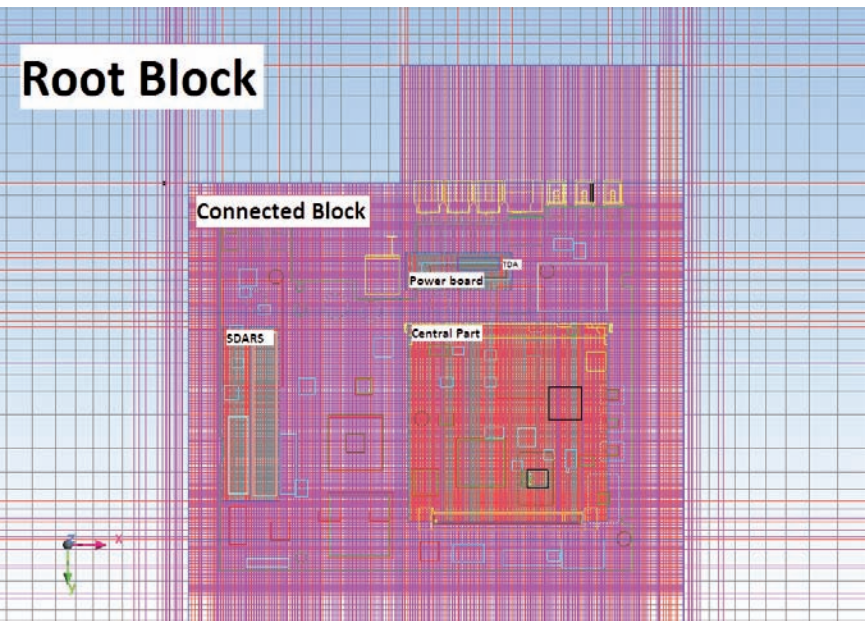 Root Block
Connected Block
TDA
Power board
Central Part
SDARS
X
Y